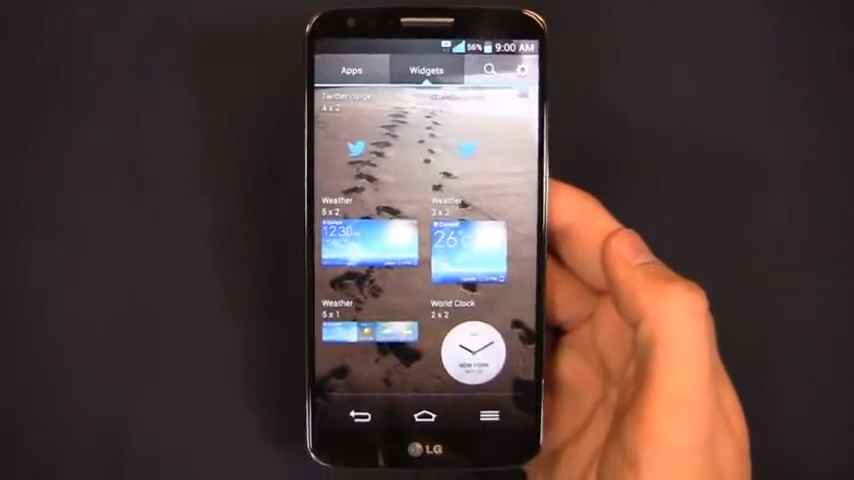 56% 9:00 AM
Apps Widgets
Twitter
4 x 2
Weather Weather
5 x 2 3 x 2
12:30
26°
Weather World Clock
5 x 1 2 x 2
NEW YORK
LG